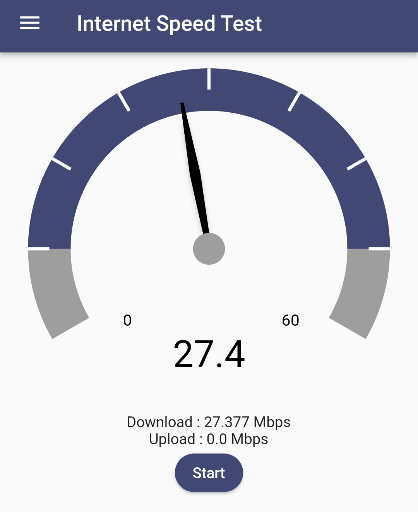 Internet Speed Test
0
60
27.4
Download : 27.377 Mbps
Upload : 0.0 Mbps
Start